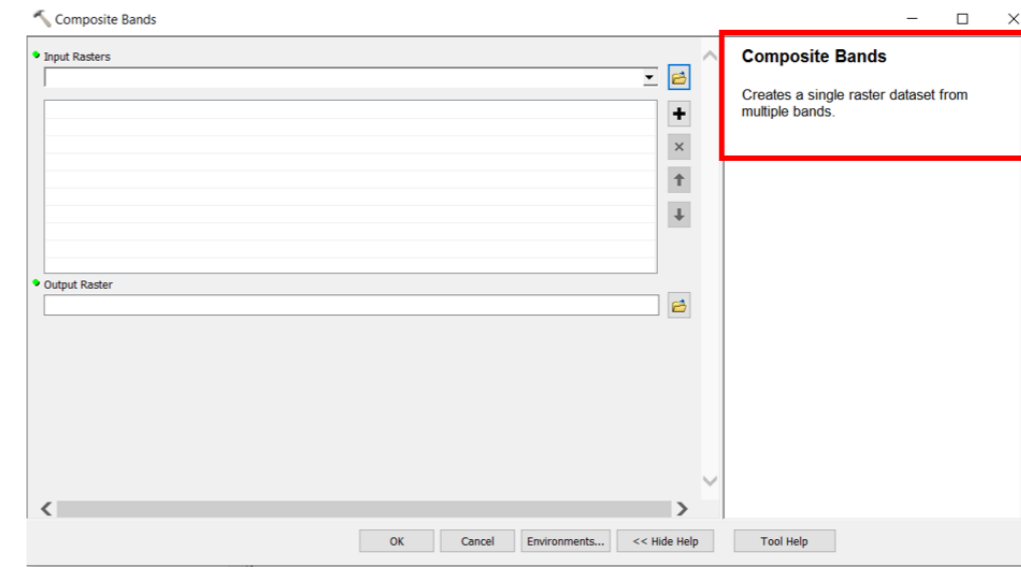 Composite Bands
Input Rasters
Output Raster
Composite Bands
Creates a single raster dataset from
multiple bands.
OK
Cancel
Environments...
<< Hide Help
Tool Help